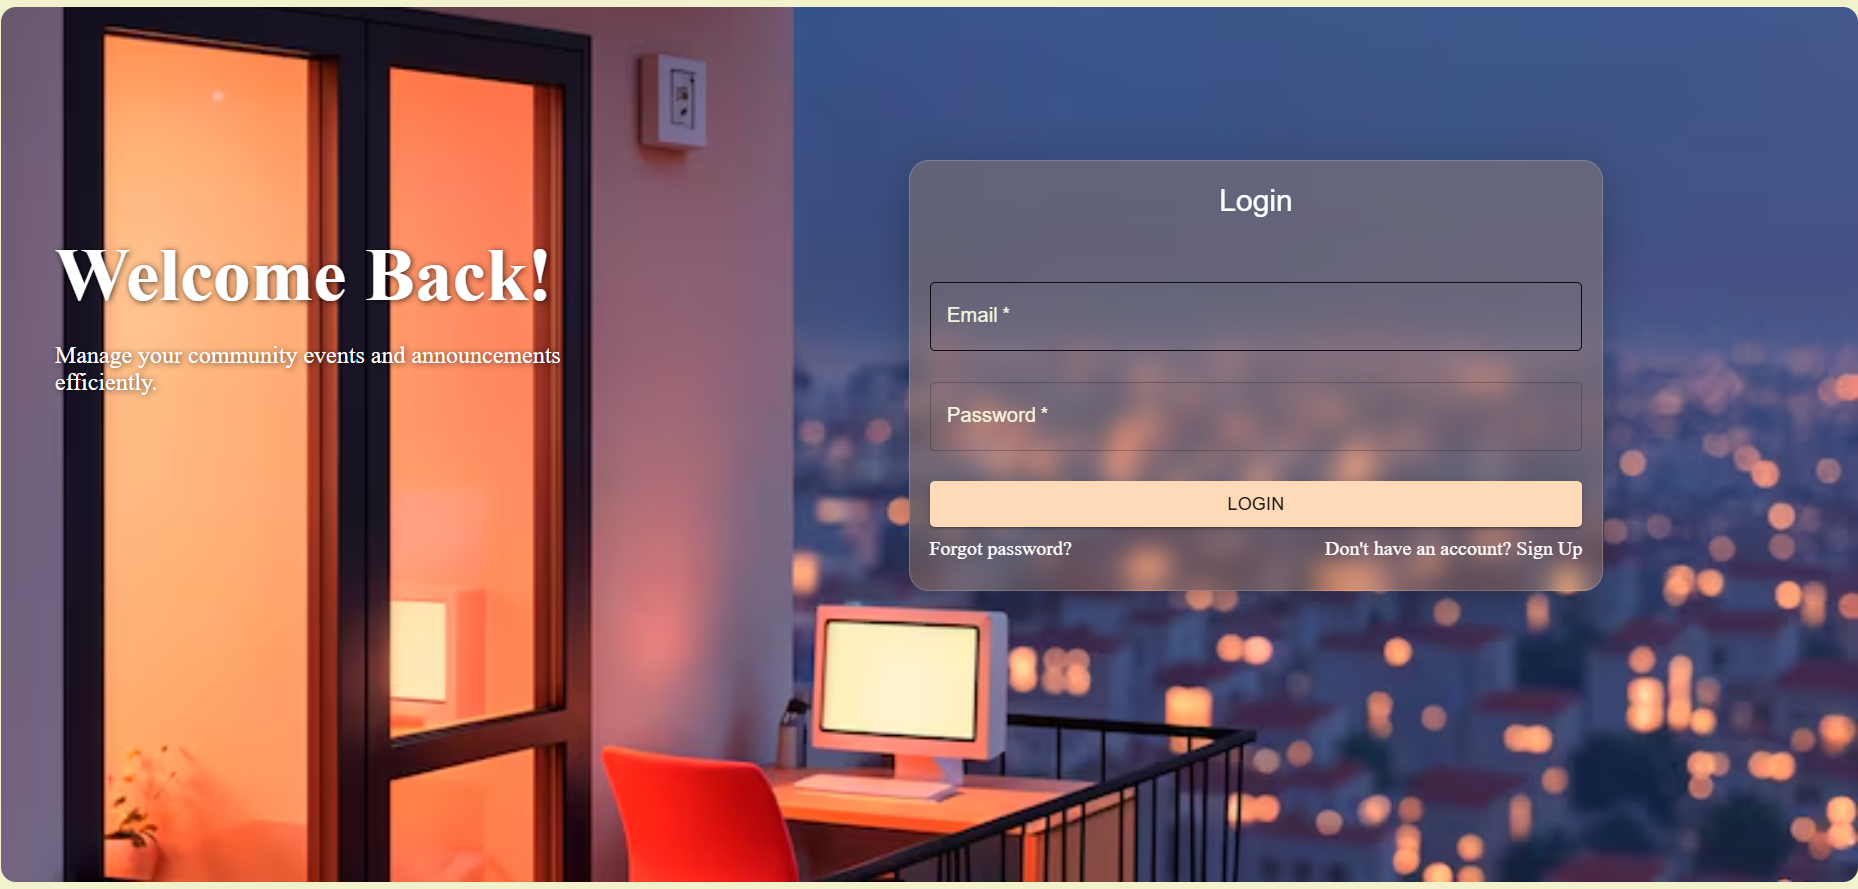 Welcome Back!
Manage your community events and announcements
efficiently.
Login
Email *
Password *
LOGIN
Forgot password?
Don't have an account? Sign Up